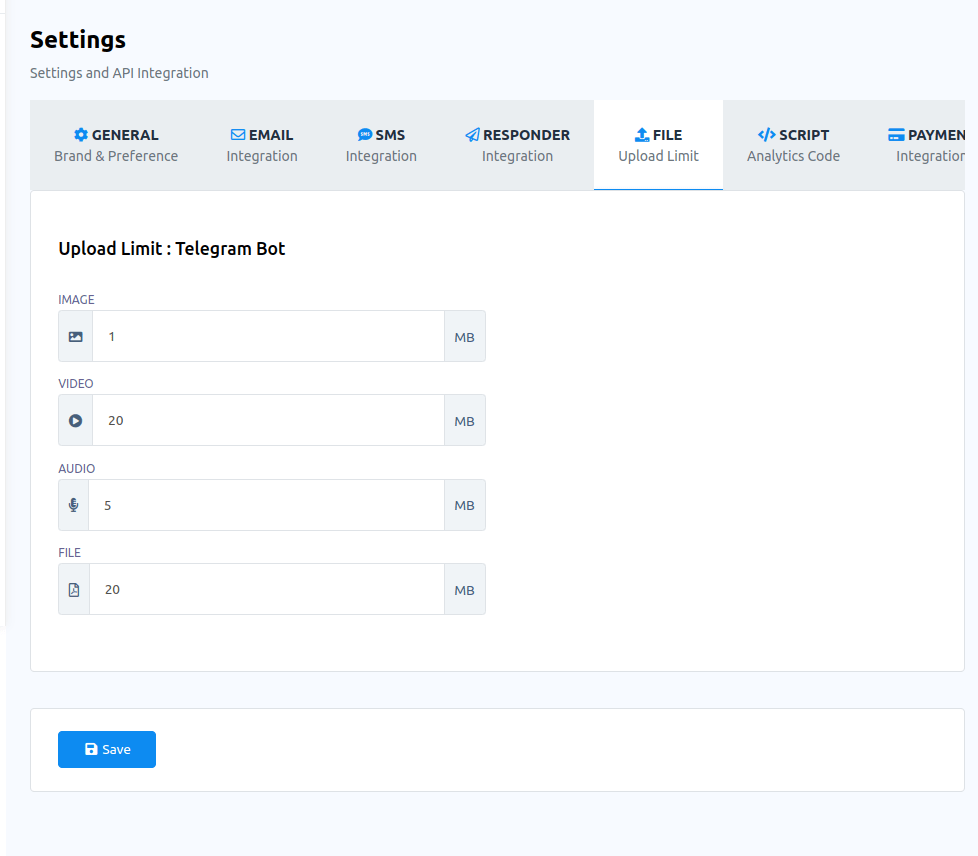 Settings
Settings and API Integration
GENERAL
Brand & Preference
EMAIL
Integration
SMS
Integration
RESPONDER
Integration
FILE
Upload Limit
SCRIPT
Analytics Code
PAYMEN
Integration
Upload Limit : Telegram Bot
IMAGE
1 MB
VIDEO
20 MB
AUDIO
5 MB
FILE
20 MB
Save